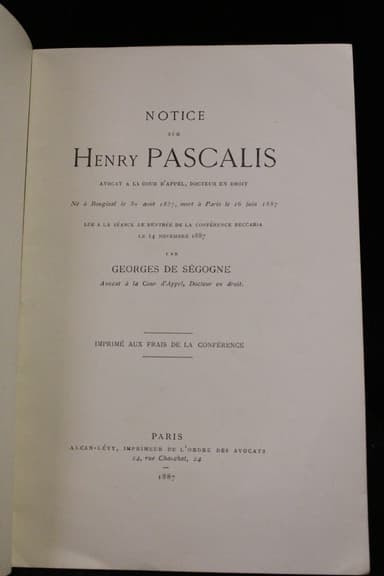 NOTICE
SUR
HENRY PASCALIS
AVOCAT A LA COUR D'APPEL, DOCTEUR EN DROIT
Né à Bougival le 30 août 1857, mort à Paris le 16 juin 1887
LUE A LA SÉANCE DE RENTRÉE DE LA CONFÉRENCE BECCARIA
LE 14 NOVEMBRE 1887
PAR
GEORGES DE SÉGOGNE
Avocat à la Cour d'Appel, Docteur en droit.
IMPRIMÉ AUX FRAIS DE LA CONFÉRENCE
PARIS
ALCAN-LÉVY, IMPRIMEUR DE L'ORDRE DES AVOCATS
24, rue Chauchat, 24
1887